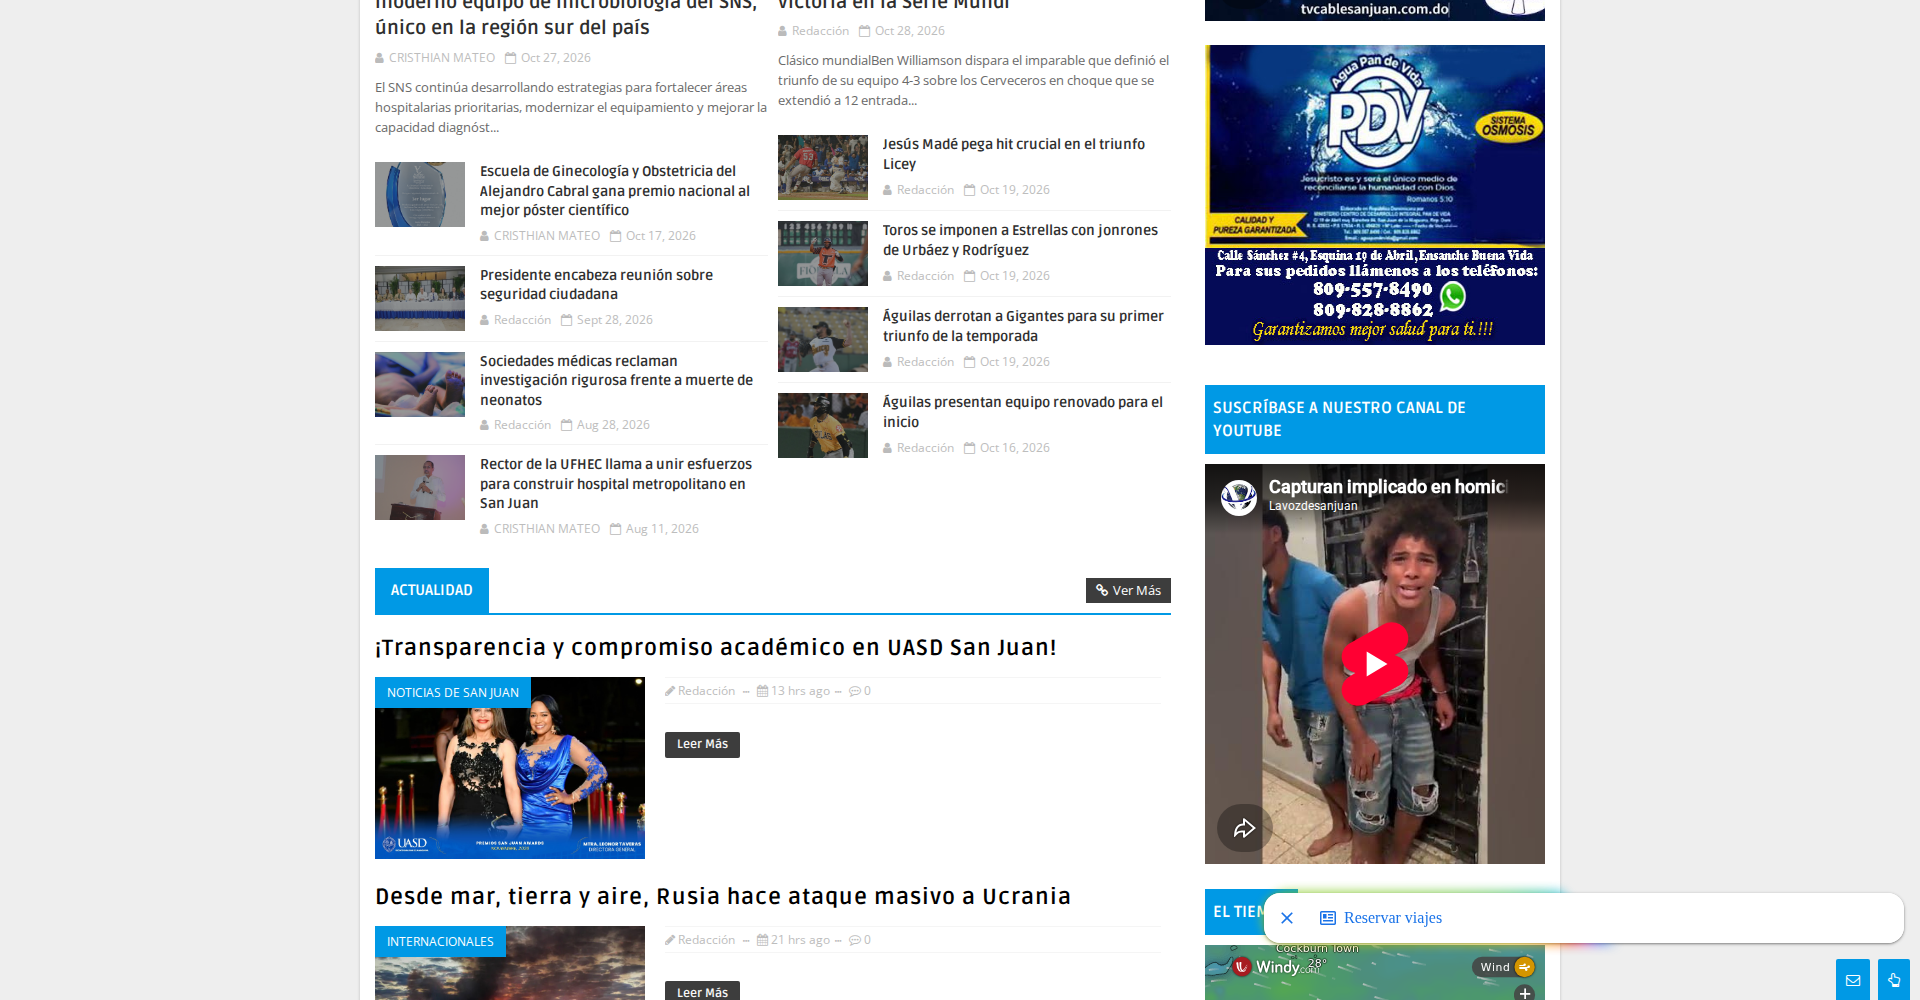 moderno equipo de microbiología del SNS,
único en la región sur del país
CRISTHIAN MATEO Oct 27, 2026
El SNS continúa desarrollando estrategias para fortalecer áreas
hospitalarias prioritarias, modernizar el equipamiento y mejorar la
capacidad diagnóst...
Escuela de Ginecología y Obstetricia del
Alejandro Cabral gana premio nacional al
mejor póster científico
CRISTHIAN MATEO Oct 17, 2026
Presidente encabeza reunión sobre
seguridad ciudadana
Redacción Sept 28, 2026
Sociedades médicas reclaman
investigación rigurosa frente a muerte de
neonatos
Redacción Aug 28, 2026
Rector de la UFHEC llama a unir esfuerzos
para construir hospital metropolitano en
San Juan
CRISTHIAN MATEO Aug 11, 2026
victoria en la Serie Mundi
Redacción Oct 28, 2026
Clásico mundialBen Williamson dispara el imparable que definió el
triunfo de su equipo 4-3 sobre los Cerveceros en choque que se
extendió a 12 entrada...
Jesús Madé pega hit crucial en el triunfo
Licey
Redacción Oct 19, 2026
Toros se imponen a Estrellas con jonrones
de Urbáez y Rodríguez
Redacción Oct 19, 2026
Águilas derrotan a Gigantes para su primer
triunfo de la temporada
Redacción Oct 19, 2026
Águilas presentan equipo renovado para el
inicio
Redacción Oct 16, 2026
ACTUALIDAD
Ver Más
¡Transparencia y compromiso académico en UASD San Juan!
NOTICIAS DE SAN JUAN
Redacción – 13 hrs ago – 0
Leer Más
UASD
PREMIOS SAN JUAN AWARDS
MTRA. LEONOR TAVERAS
DIRECTORA GENERAL
Desde mar, tierra y aire, Rusia hace ataque masivo a Ucrania
INTERNACIONALES
Redacción – 21 hrs ago – 0
Leer Más
tvcablesanjuan.com.do
Agua Pan de Vida
PDV
SISTEMA
OSMOSIS
Jesucristo es y será el único medio de
reconciliarse la humanidad con Dios.
Romanos 5:10
CALIDAD Y
PUREZA GARANTIZADA
Calle Sánchez #4, Esquina 19 de Abril, Ensanche Buena Vida
Para sus pedidos llámenos a los teléfonos:
809-557-8490
809-828-8862
Garantizamos mejor salud para ti.!!!
SUSCRÍBASE A NUESTRO CANAL DE
YOUTUBE
Capturan implicado en homici
Lavozdesanjuan
EL TIEM
Reservar viajes
Cockburn Town
28°
Windy.com
Wind